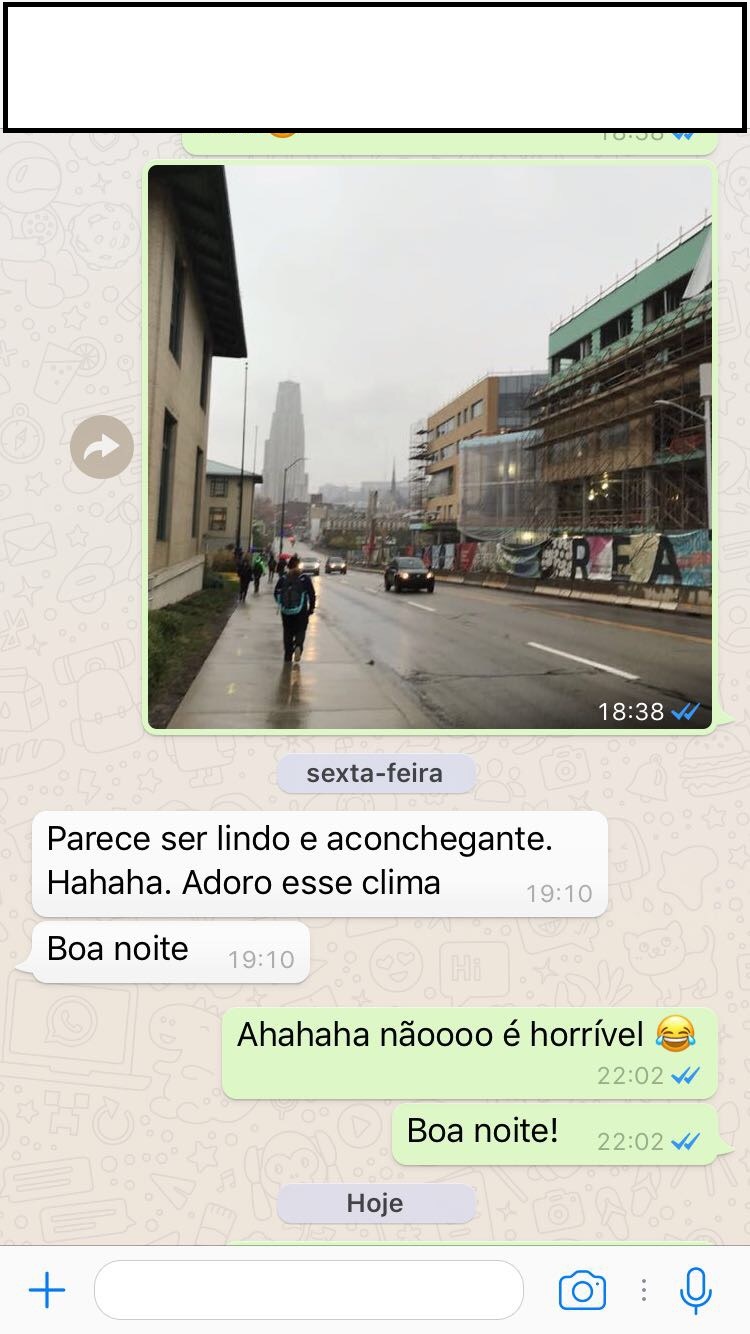 18:38
18:38
sexta-feira
Parece ser lindo e aconchegante.
Hahaha. Adoro esse clima
19:10
Boa noite
19:10
Ahahaha nãoooo é horrível 😂
22:02
Boa noite!
22:02
Hoje